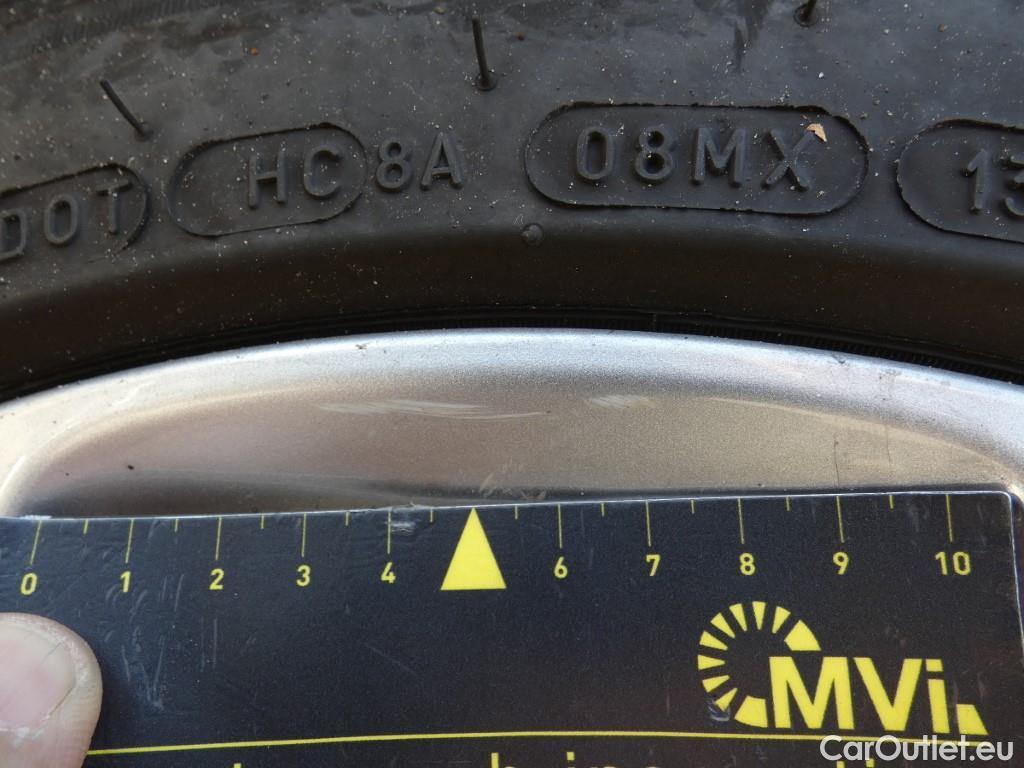 DOT HC 8A 08MX 13
0 1 2 3 4 6 7 8 9 10
MVi
CarOutlet.eu